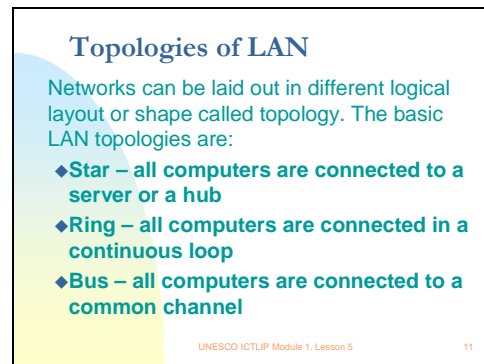 Topologies of LAN
Networks can be laid out in different logical
layout or shape called topology. The basic
LAN topologies are:
◆Star – all computers are connected to a
server or a hub
◆Ring – all computers are connected in a
continuous loop
◆Bus – all computers are connected to a
common channel
UNESCO ICTLIP Module 1. Lesson 5 11